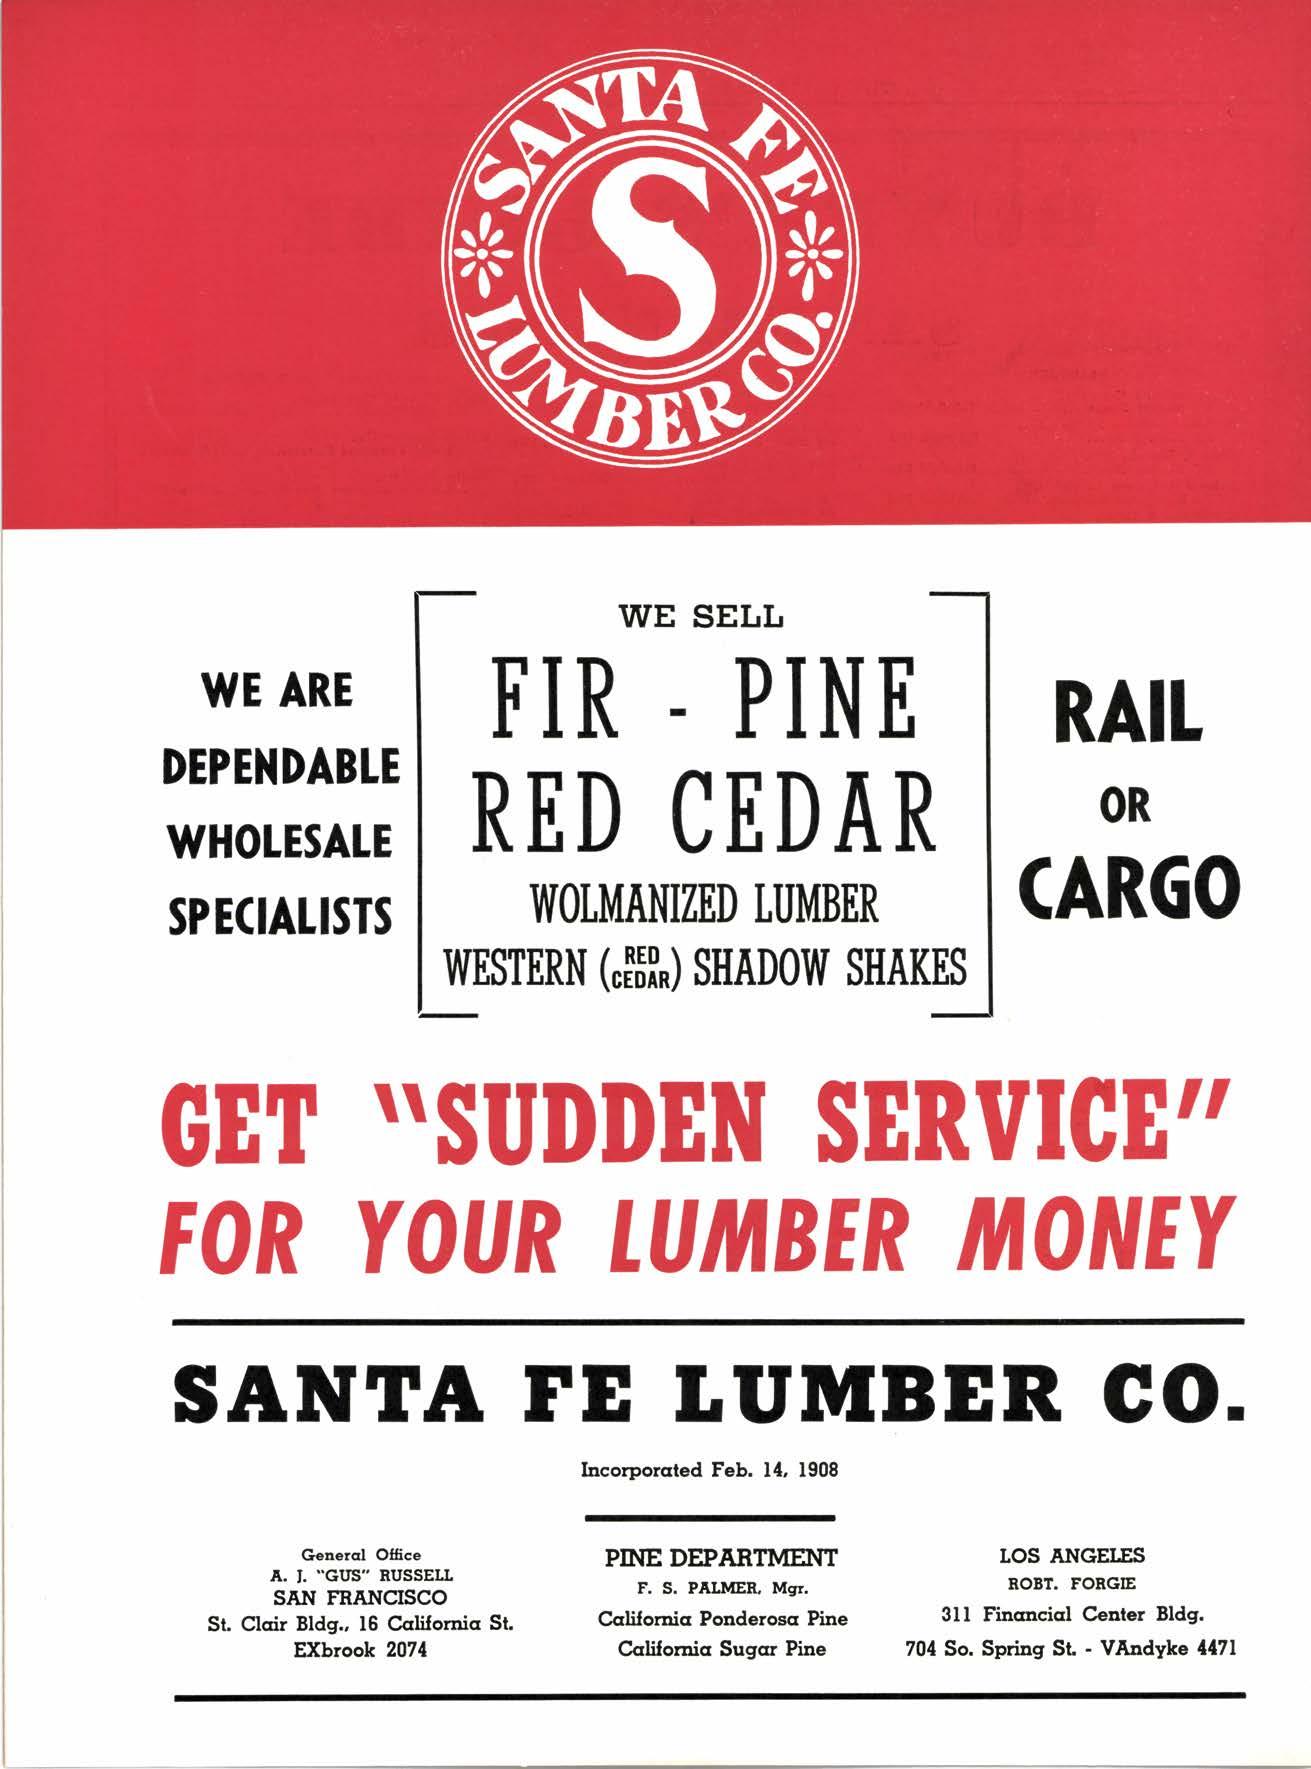 SANTA FE
LUMBER CO.
S
WE ARE
DEPENDABLE
WHOLESALE
SPECIALISTS
WE SELL
FIR - PINE
RED CEDAR
WOLMANIZED LUMBER
WESTERN (RED CEDAR) SHADOW SHAKES
RAIL
OR
CARGO
GET "SUDDEN SERVICE"
FOR YOUR LUMBER MONEY
SANTA FE LUMBER CO.
Incorporated Feb. 14, 1908
General Office
A. J. "GUS" RUSSELL
SAN FRANCISCO
St. Clair Bldg., 16 California St.
EXbrook 2074
PINE DEPARTMENT
F. S. PALMER, Mgr.
California Ponderosa Pine
California Sugar Pine
LOS ANGELES
ROBT. FORGIE
311 Financial Center Bldg.
704 So. Spring St. - VAndyke 4471